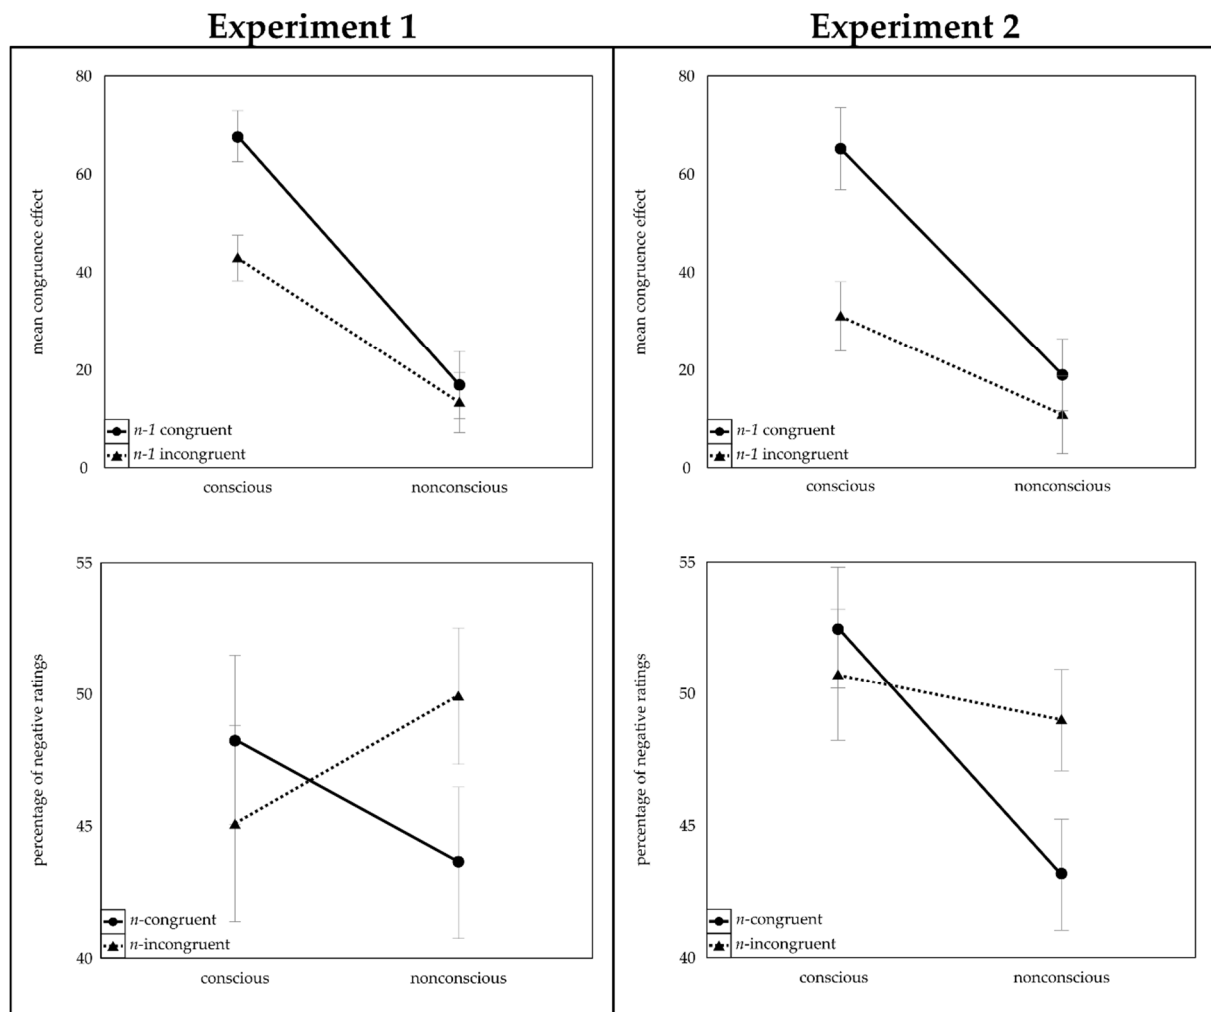 Experiment 1
Experiment 2
80
60
40
20
0
mean congruence effect
n-1 congruent
n-1 incongruent
conscious
nonconscious
80
60
40
20
0
mean congruence effect
n-1 congruent
n-1 incongruent
conscious
nonconscious
55
50
45
40
percentage of negative ratings
n-congruent
n-incongruent
conscious
nonconscious
55
50
45
40
percentage of negative ratings
n-congruent
n-incongruent
conscious
nonconscious